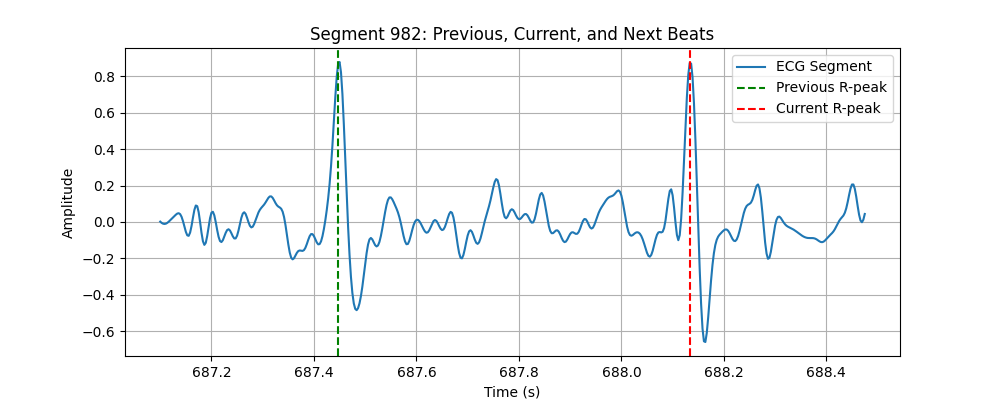 Segment 982: Previous, Current, and Next Beats
ECG Segment
Previous R-peak
Current R-peak
Amplitude
0.8
0.6
0.4
0.2
0.0
−0.2
−0.4
−0.6
687.2 687.4 687.6 687.8 688.0 688.2 688.4
Time (s)